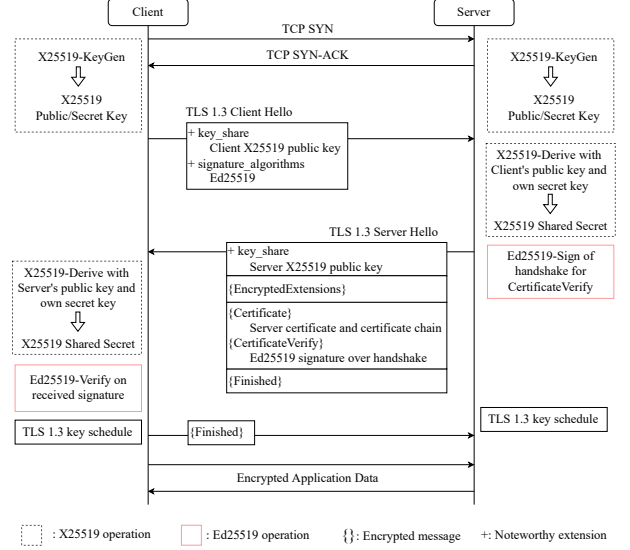 Client
Server
TCP SYN
TCP SYN-ACK
X25519-KeyGen
X25519
Public/Secret Key
X25519-KeyGen
X25519
Public/Secret Key
TLS 1.3 Client Hello
+ key_share
Client X25519 public key
+ signature_algorithms
Ed25519
X25519-Derive with
Client's public key and
own secret key
X25519 Shared Secret
TLS 1.3 Server Hello
+ key_share
Server X25519 public key
{EncryptedExtensions}
{Certificate}
Server certificate and certificate chain
{CertificateVerify}
Ed25519 signature over handshake
{Finished}
Ed25519-Sign of
handshake for
CertificateVerify
X25519-Derive with
Server's public key and
own secret key
X25519 Shared Secret
Ed25519-Verify on
received signature
TLS 1.3 key schedule
{Finished}
TLS 1.3 key schedule
Encrypted Application Data
: X25519 operation
: Ed25519 operation
{}: Encrypted message
+: Noteworthy extension